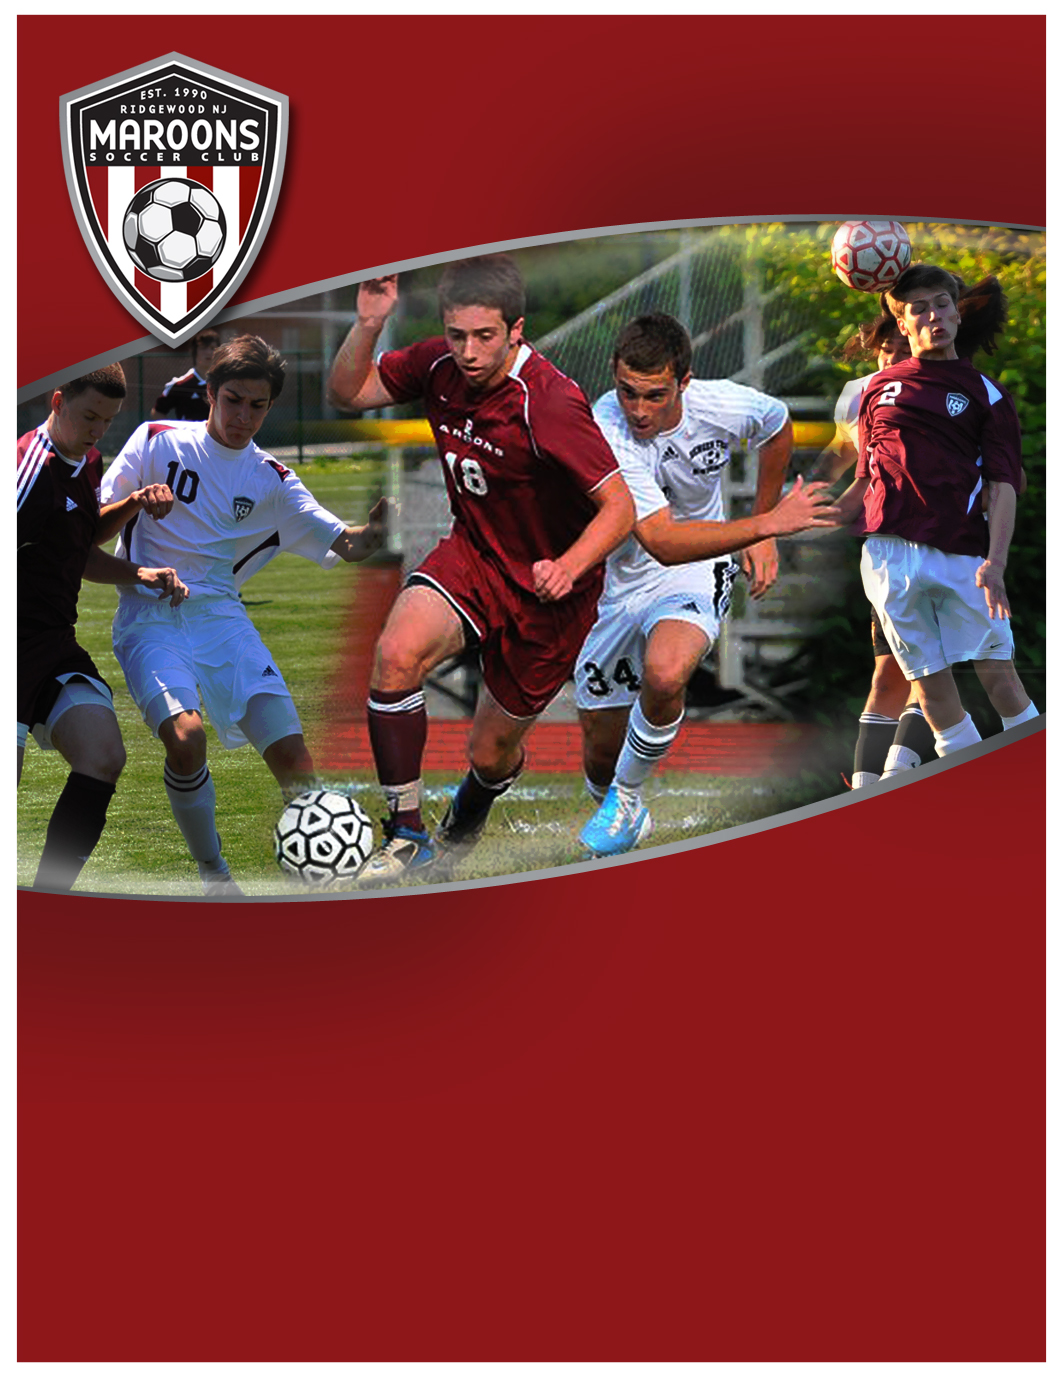 EST. 1990
RIDGEWOOD NJ
MAROONS
SOCCER CLUB
10
18
34
2